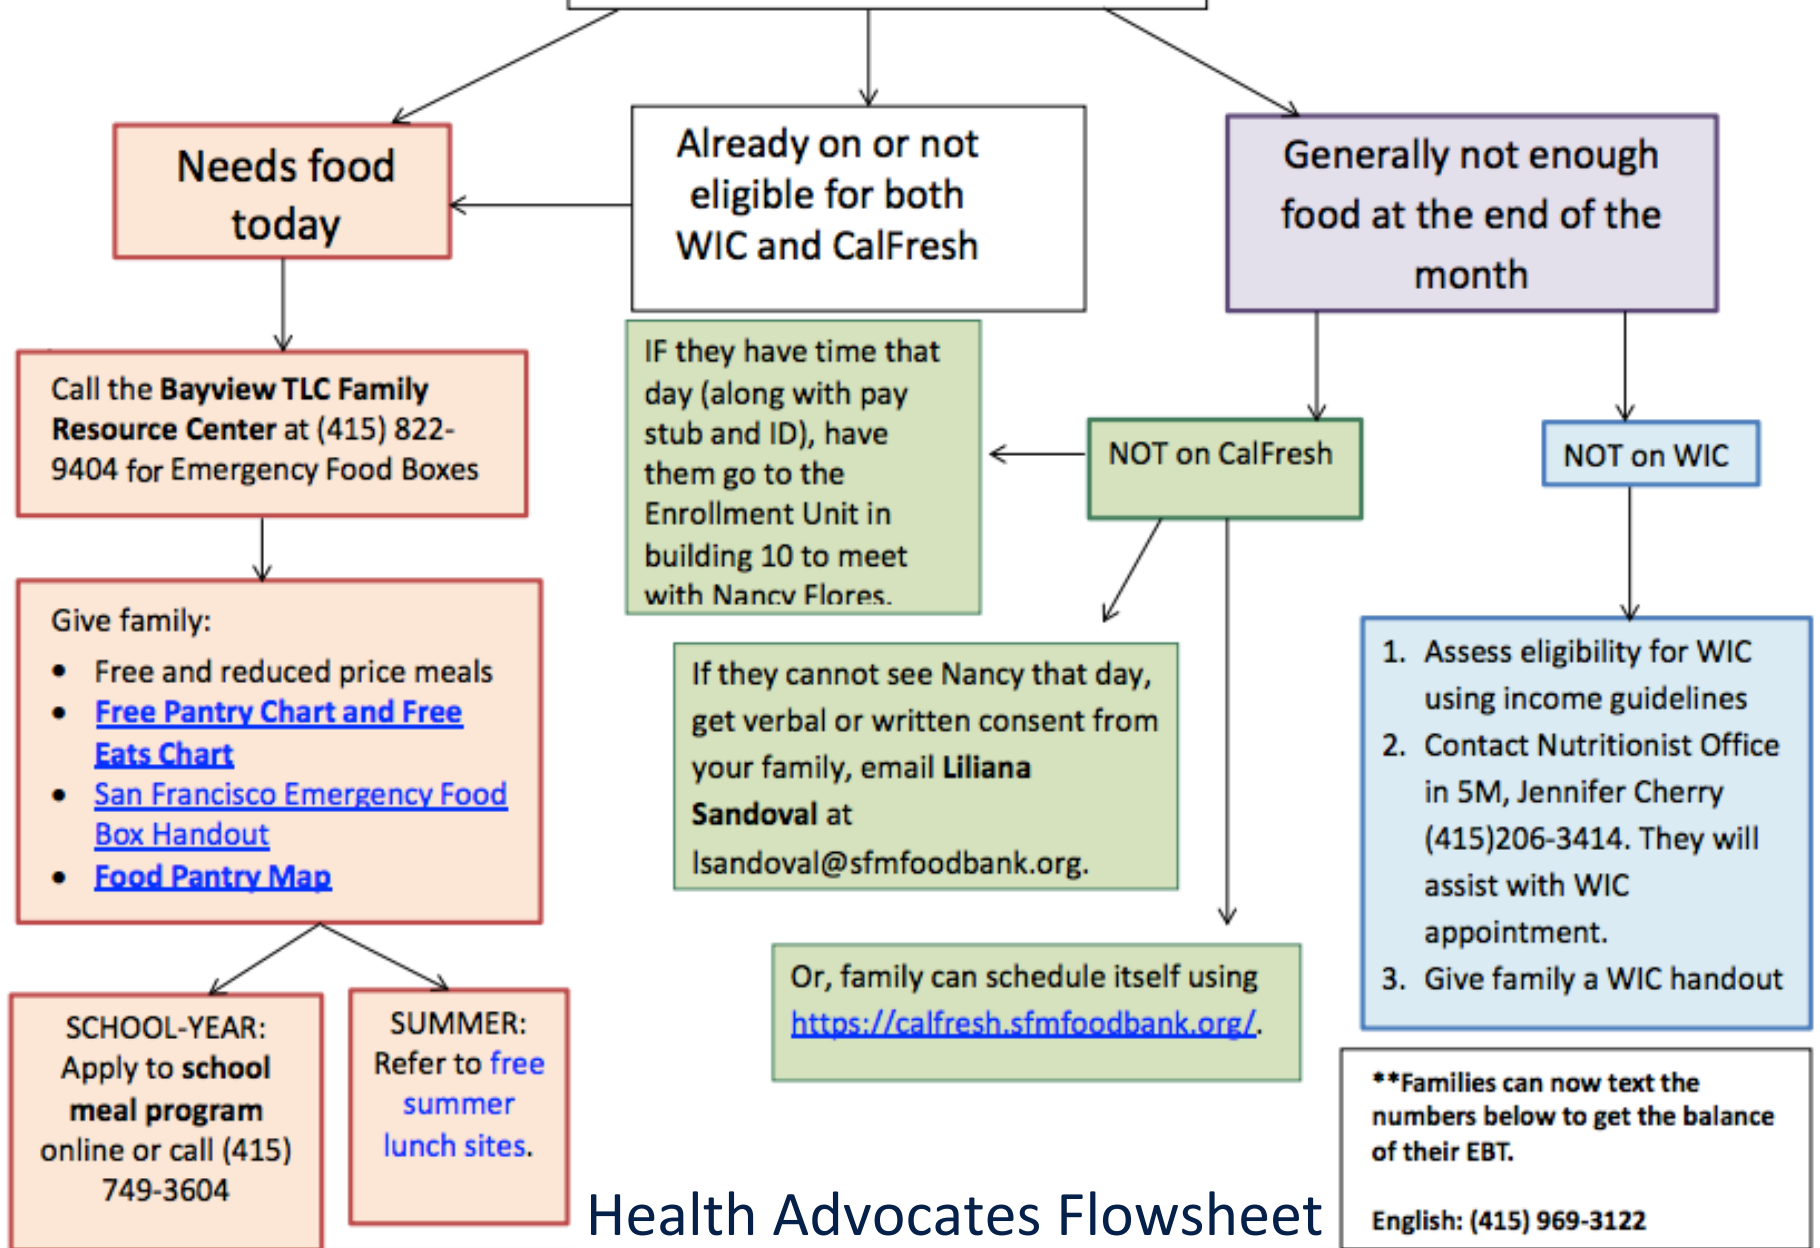 Needs food
today
Already on or not
eligible for both
WIC and CalFresh
Generally not enough
food at the end of the
month
Call the Bayview TLC Family
Resource Center at (415) 822-
9404 for Emergency Food Boxes
IF they have time that
day (along with pay
stub and ID), have
them go to the
Enrollment Unit in
building 10 to meet
with Nancy Flores.
NOT on CalFresh
NOT on WIC
Give family:
• Free and reduced price meals
• Free Pantry Chart and Free
Eats Chart
• San Francisco Emergency Food
Box Handout
• Food Pantry Map
If they cannot see Nancy that day,
get verbal or written consent from
your family, email Liliana
Sandoval at
lsandoval@sfmfoodbank.org.
1. Assess eligibility for WIC
using income guidelines
2. Contact Nutritionist Office
in 5M, Jennifer Cherry
(415)206-3414. They will
assist with WIC
appointment.
3. Give family a WIC handout
Or, family can schedule itself using
https://calfresh.sfmfoodbank.org/.
SCHOOL-YEAR:
Apply to school
meal program
online or call (415)
749-3604
SUMMER:
Refer to free
summer
lunch sites.
**Families can now text the
numbers below to get the balance
of their EBT.
English: (415) 969-3122
Health Advocates Flowsheet